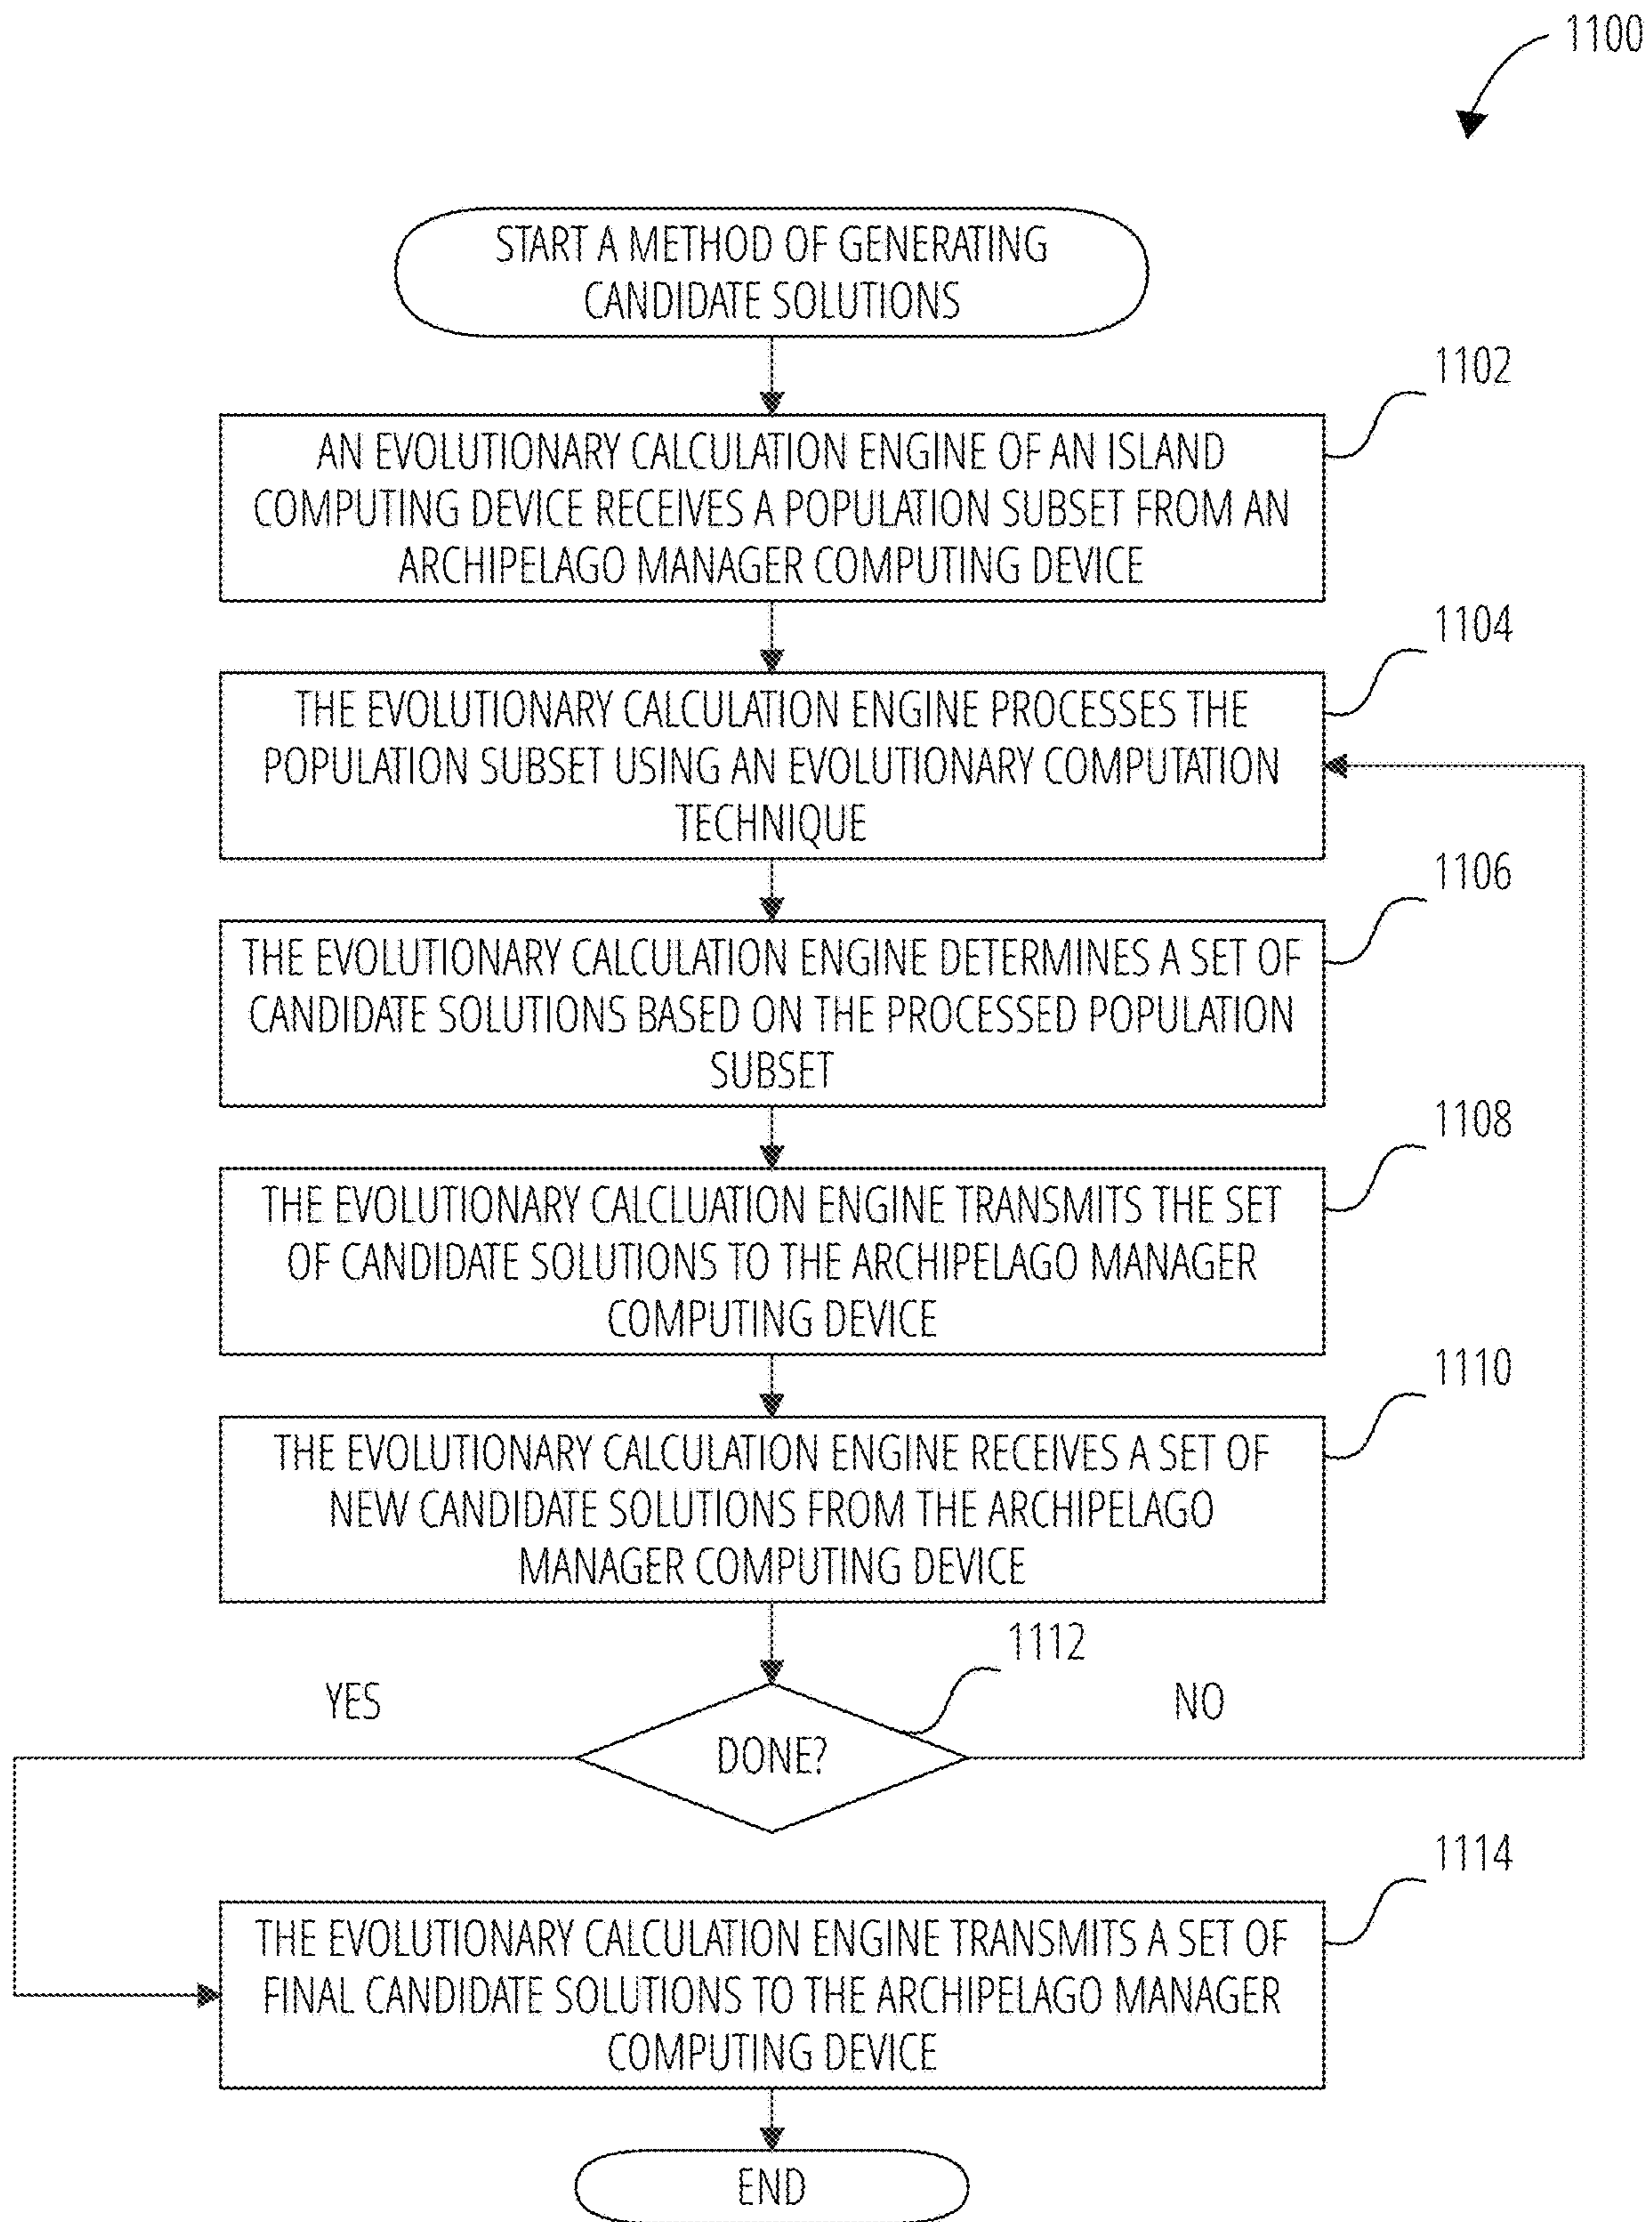 1100
START A METHOD OF GENERATING
CANDIDATE SOLUTIONS
1102
AN EVOLUTIONARY CALCULATION ENGINE OF AN ISLAND
COMPUTING DEVICE RECEIVES A POPULATION SUBSET FROM AN
ARCHIPELAGO MANAGER COMPUTING DEVICE
1104
THE EVOLUTIONARY CALCULATION ENGINE PROCESSES THE
POPULATION SUBSET USING AN EVOLUTIONARY COMPUTATION
TECHNIQUE
1106
THE EVOLUTIONARY CALCULATION ENGINE DETERMINES A SET OF
CANDIDATE SOLUTIONS BASED ON THE PROCESSED POPULATION
SUBSET
1108
THE EVOLUTIONARY CALCLUATION ENGINE TRANSMITS THE SET
OF CANDIDATE SOLUTIONS TO THE ARCHIPELAGO MANAGER
COMPUTING DEVICE
1110
THE EVOLUTIONARY CALCULATION ENGINE RECEIVES A SET OF
NEW CANDIDATE SOLUTIONS FROM THE ARCHIPELAGO
MANAGER COMPUTING DEVICE
1112
YES
NO
DONE?
1114
THE EVOLUTIONARY CALCULATION ENGINE TRANSMITS A SET OF
FINAL CANDIDATE SOLUTIONS TO THE ARCHIPELAGO MANAGER
COMPUTING DEVICE
END